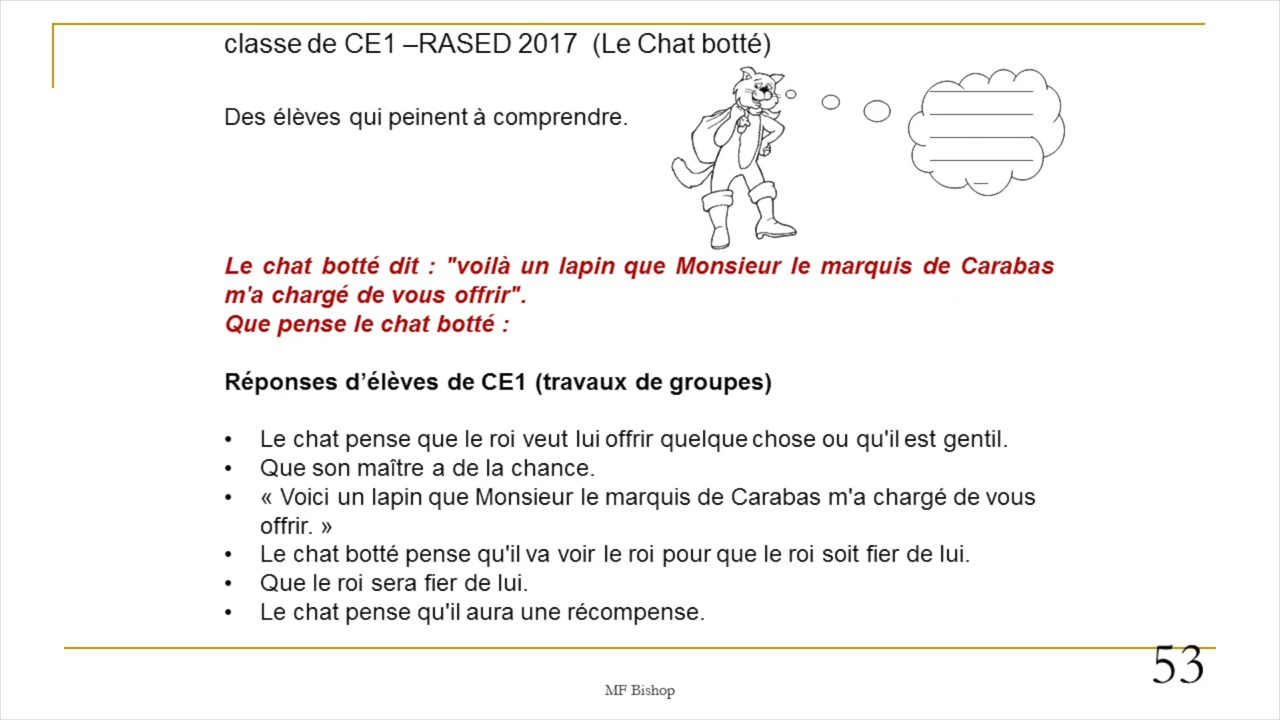 classe de CE1 –RASED 2017 (Le Chat botté)
Des élèves qui peinent à comprendre.
Le chat botté dit : "voilà un lapin que Monsieur le marquis de Carabas
m'a chargé de vous offrir".
Que pense le chat botté :
Réponses d’élèves de CE1 (travaux de groupes)
• Le chat pense que le roi veut lui offrir quelque chose ou qu'il est gentil.
• Que son maître a de la chance.
• « Voici un lapin que Monsieur le marquis de Carabas m'a chargé de vous
offrir. »
• Le chat botté pense qu'il va voir le roi pour que le roi soit fier de lui.
• Que le roi sera fier de lui.
• Le chat pense qu'il aura une récompense.
53
MF Bishop